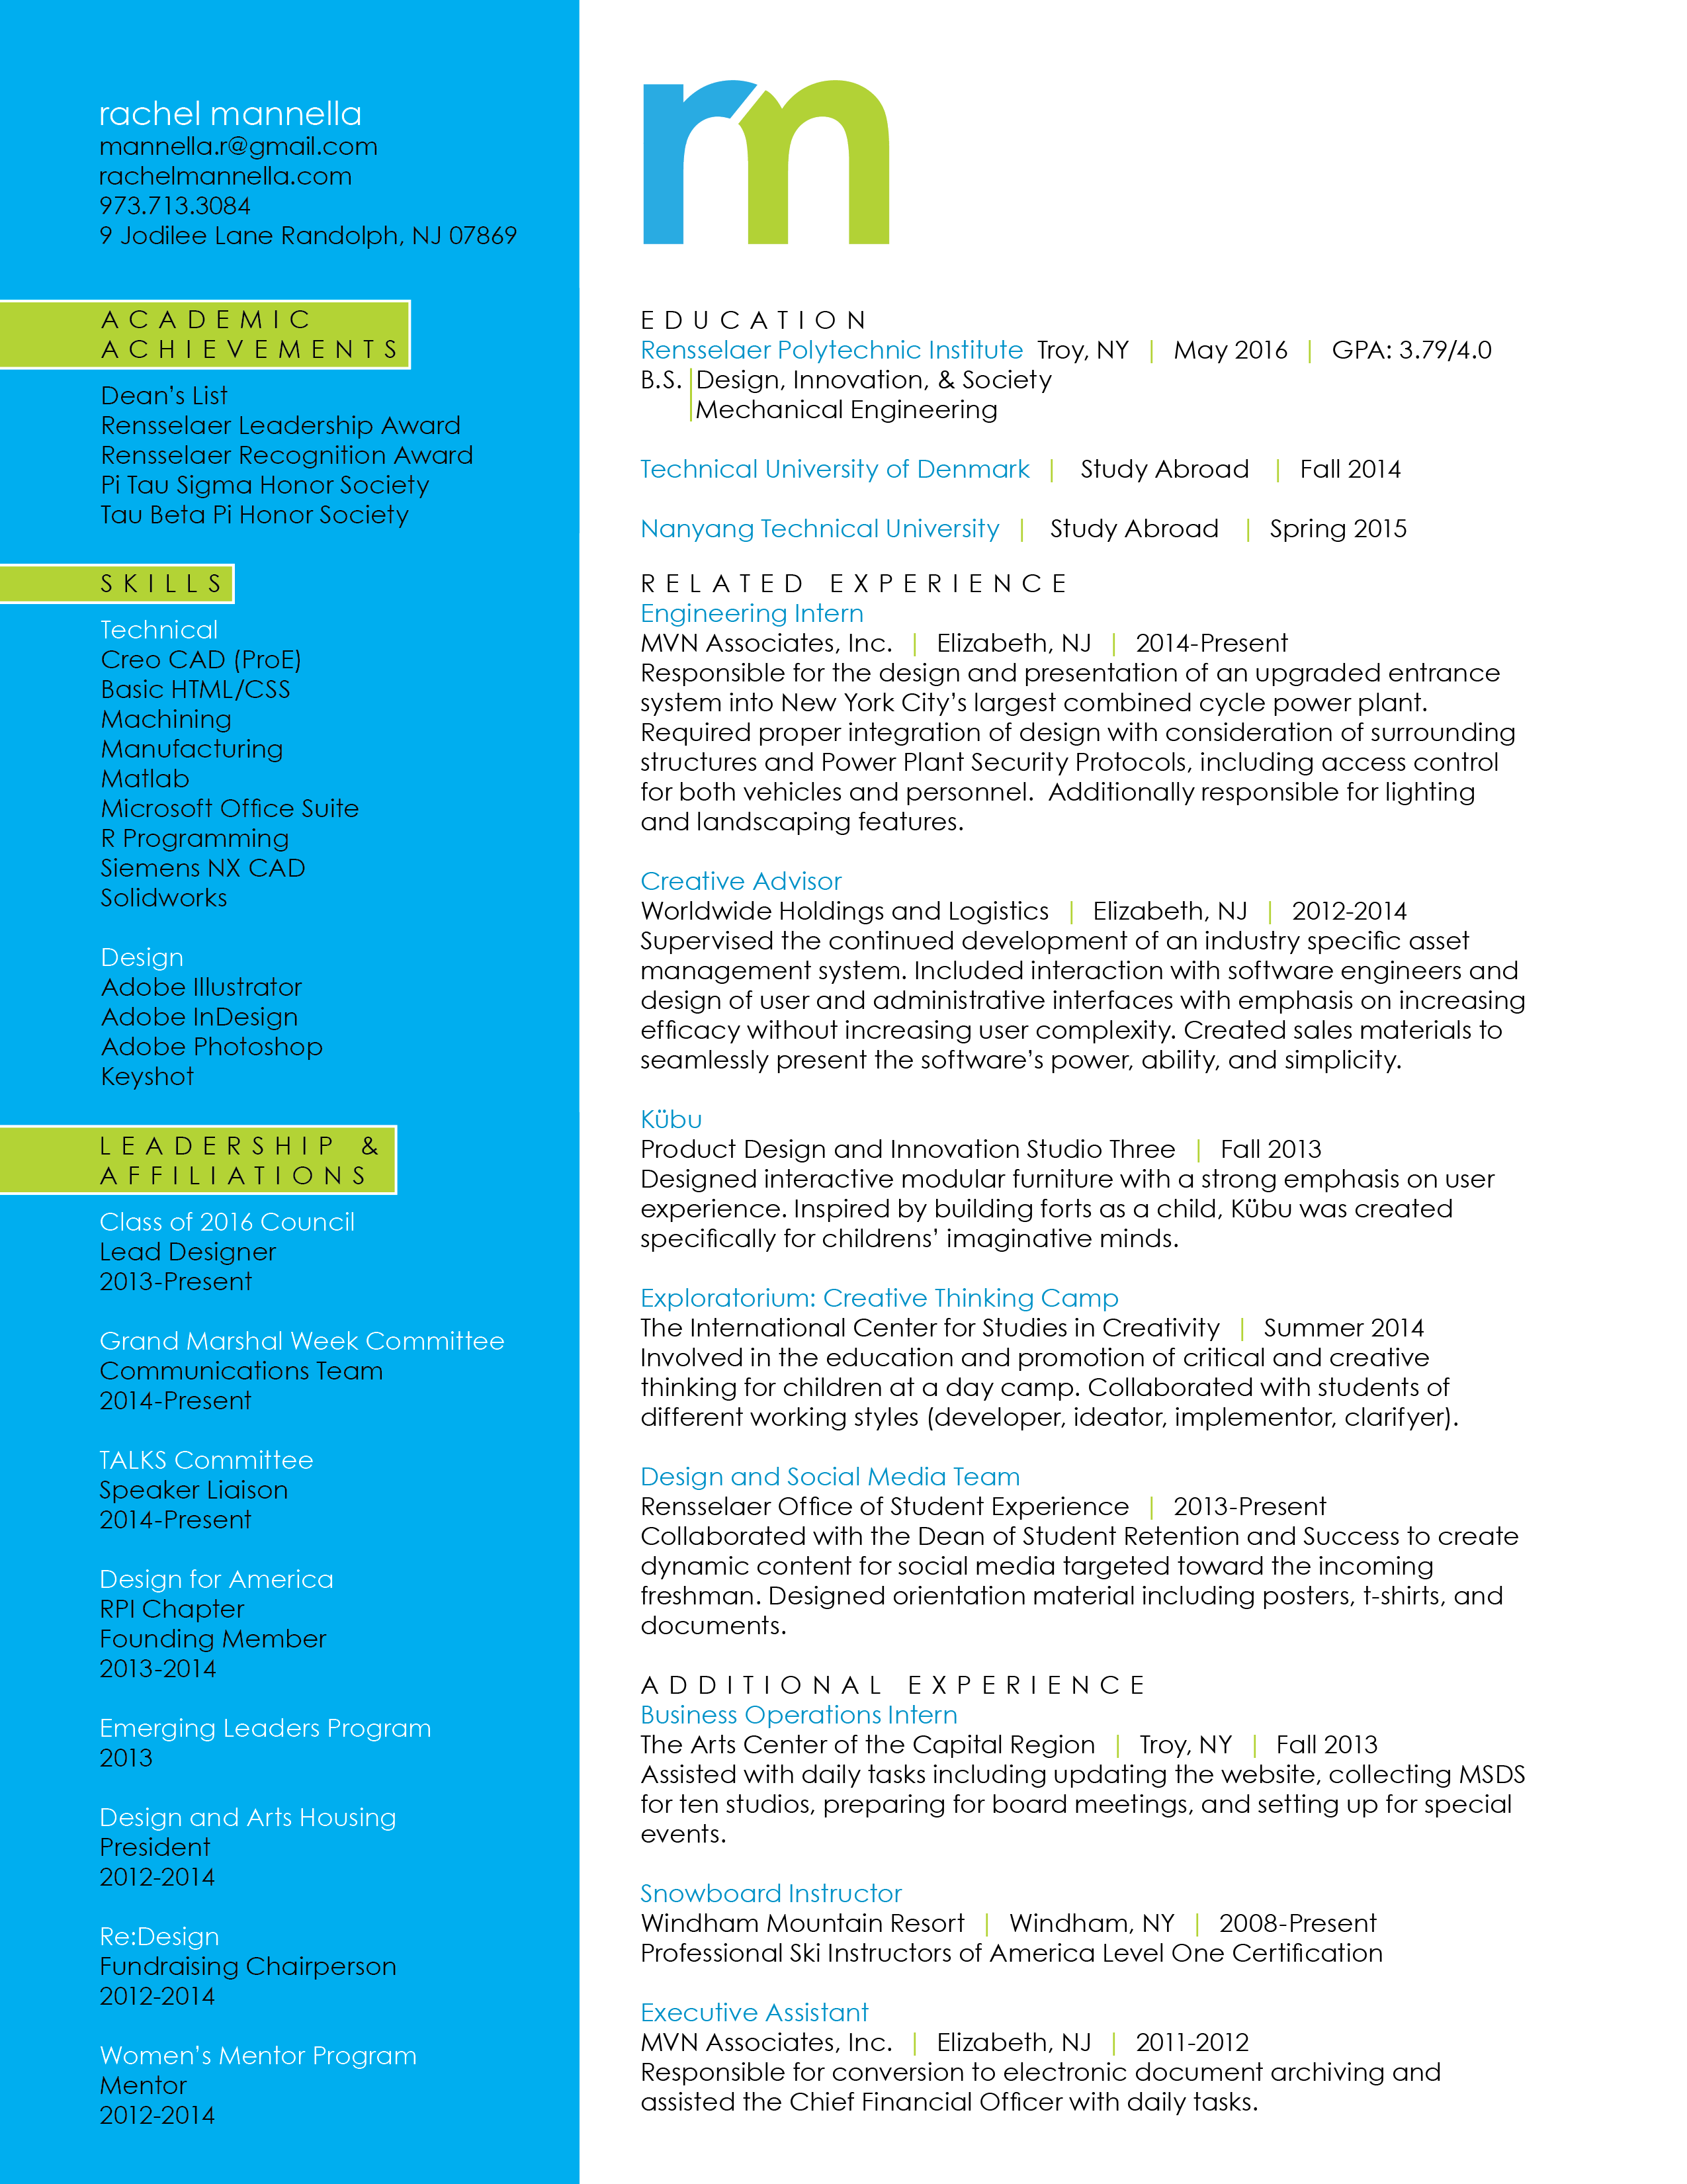 rachel mannella
mannella.r@gmail.com
rachelmannella.com
973.713.3084
9 Jodilee Lane Randolph, NJ 07869
ACADEMIC
ACHIEVEMENTS
Dean's List
Rensselaer Leadership Award
Rensselaer Recognition Award
Pi Tau Sigma Honor Society
Tau Beta Pi Honor Society
SKILLS
Technical
Creo CAD (ProE)
Basic HTML/CSS
Machining
Manufacturing
Matlab
Microsoft Office Suite
R Programming
Siemens NX CAD
Solidworks
Design
Adobe Illustrator
Adobe InDesign
Adobe Photoshop
Keyshot
LEADERSHIP &
AFFILIATIONS
Class of 2016 Council
Lead Designer
2013-Present
Grand Marshal Week Committee
Communications Team
2014-Present
TALKS Committee
Speaker Liaison
2014-Present
Design for America
RPI Chapter
Founding Member
2013-2014
Emerging Leaders Program
2013
Design and Arts Housing
President
2012-2014
Re:Design
Fundraising Chairperson
2012-2014
Women's Mentor Program
Mentor
2012-2014
rm
EDUCATION
Rensselaer Polytechnic Institute Troy, NY | May 2016 | GPA: 3.79/4.0
B.S. | Design, Innovation, & Society
Mechanical Engineering
Technical University of Denmark | Study Abroad | Fall 2014
Nanyang Technical University | Study Abroad | Spring 2015
RELATED EXPERIENCE
Engineering Intern
MVN Associates, Inc. | Elizabeth, NJ | 2014-Present
Responsible for the design and presentation of an upgraded entrance
system into New York City's largest combined cycle power plant.
Required proper integration of design with consideration of surrounding
structures and Power Plant Security Protocols, including access control
for both vehicles and personnel. Additionally responsible for lighting
and landscaping features.
Creative Advisor
Worldwide Holdings and Logistics | Elizabeth, NJ | 2012-2014
Supervised the continued development of an industry specific asset
management system. Included interaction with software engineers and
design of user and administrative interfaces with emphasis on increasing
efficacy without increasing user complexity. Created sales materials to
seamlessly present the software's power, ability, and simplicity.
Kübu
Product Design and Innovation Studio Three | Fall 2013
Designed interactive modular furniture with a strong emphasis on user
experience. Inspired by building forts as a child, Kübu was created
specifically for childrens' imaginative minds.
Exploratorium: Creative Thinking Camp
The International Center for Studies in Creativity | Summer 2014
Involved in the education and promotion of critical and creative
thinking for children at a day camp. Collaborated with students of
different working styles (developer, ideator, implementor, clarifyer).
Design and Social Media Team
Rensselaer Office of Student Experience | 2013-Present
Collaborated with the Dean of Student Retention and Success to create
dynamic content for social media targeted toward the incoming
freshman. Designed orientation material including posters, t-shirts, and
documents.
ADDITIONAL EXPERIENCE
Business Operations Intern
The Arts Center of the Capital Region | Troy, NY | Fall 2013
Assisted with daily tasks including updating the website, collecting MSDS
for ten studios, preparing for board meetings, and setting up for special
events.
Snowboard Instructor
Windham Mountain Resort | Windham, NY | 2008-Present
Professional Ski Instructors of America Level One Certification
Executive Assistant
MVN Associates, Inc. | Elizabeth, NJ | 2011-2012
Responsible for conversion to electronic document archiving and
assisted the Chief Financial Officer with daily tasks.